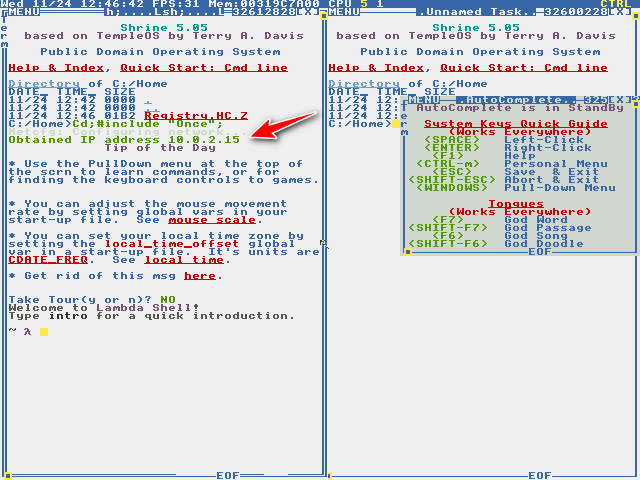 Wed 11/24 12:46:42 FPS:31 Mem:00319C7A00 CPU 5 1 CTRL
MENU h;....Lsh;....L 32612828[X]
Shrine 5.05
based on TempleOS by Terry A. Davis
Public Domain Operating System
Help & Index, Quick Start: Cmd line
Directory of C:/Home
DATE_ TIME_ SIZE
11/24 12:42 0000 .
11/24 12:42 0000 ..
11/24 12:46 01B2 Registry.HC.Z
C:/Home>Cd;#include "Once";
Netcfg: Configuring network...
Obtained IP address 10.0.2.15
Tip of the Day
* Use the PullDown menu at the top of
the scrn to learn commands, or for
finding the keyboard controls to games.
* You can adjust the mouse movement
rate by setting global vars in your
start-up file. See mouse scale.
* You can set your local time zone by
setting the local_time_offset global
var in a start-up file. It's units are
CDATE_FREQ. See local time.
* Get rid of this msg here.
Take Tour(y or n)? NO
Welcome to Lambda Shell!
Type intro for a quick introduction.
~ λ
EOF
MENU .Unnamed Task.. 32600228[X]
Shrine 5.05
based on TempleOS by Terry A. Davis
Public Domain Operating System
Help & Index, Quick Start: Cmd line
Directory of C:/Home
DATE_ TIME_ SIZE
11/24 12:
11/24 12:
11/24 12:
C:/Home>
EOF
MENU .AutoComplete.. 325[X]
AutoComplete is in StandBy
System Keys Quick Guide
(Works Everywhere)
(SPACE) Left-Click
(ENTER) Right-Click
(F1) Help
(CTRL-m) Personal Menu
(ESC) Save & Exit
(SHIFT-ESC) Abort & Exit
(WINDOWS) Pull-Down Menu
Tongues
(Works Everywhere)
(F7) God Word
(SHIFT-F7) God Passage
(F6) God Song
(SHIFT-F6) God Doodle
EOF